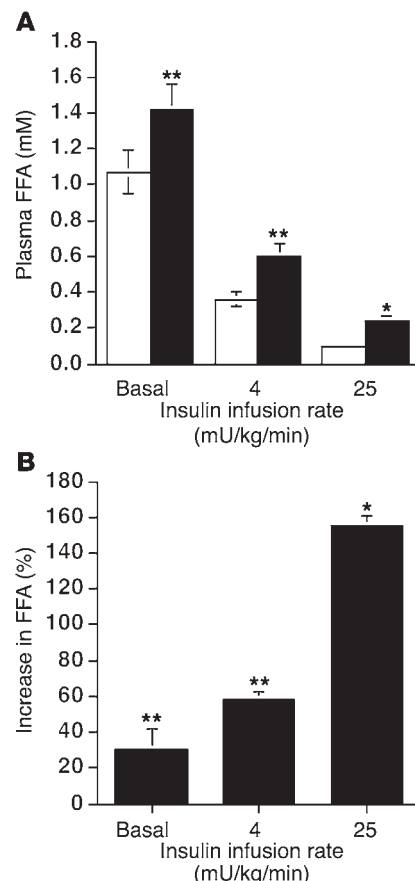 A
Plasma FFA (mM)
1.8
1.6
1.4
1.2
1.0
0.8
0.6
0.4
0.2
0.0
**
**
*
Basal 4 25
Insulin infusion rate
(mU/kg/min)
B
Increase in FFA (%)
180
160
140
120
100
80
60
40
20
0
**
**
*
Basal 4 25
Insulin infusion rate
(mU/kg/min)